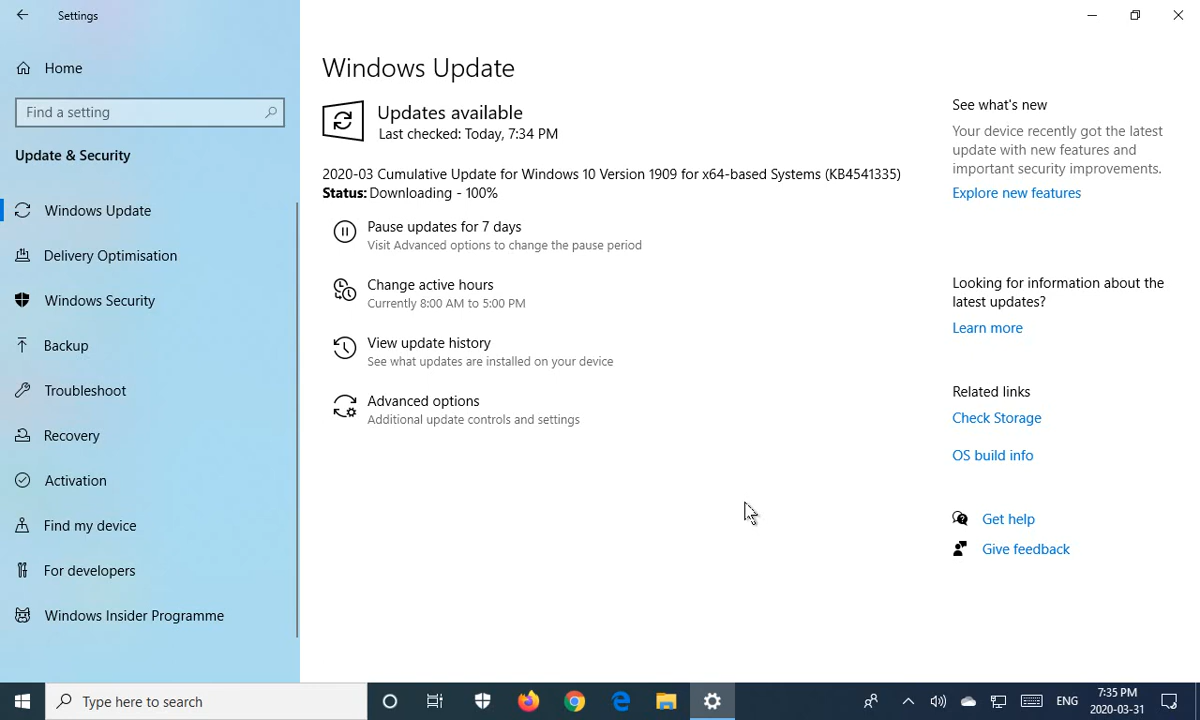 Settings
Home
Find a setting
Update & Security
Windows Update
Delivery Optimisation
Windows Security
Backup
Troubleshoot
Recovery
Activation
Find my device
For developers
Windows Insider Programme
Windows Update
Updates available
Last checked: Today, 7:34 PM
2020-03 Cumulative Update for Windows 10 Version 1909 for x64-based Systems (KB4541335)
Status: Downloading - 100%
Pause updates for 7 days
Visit Advanced options to change the pause period
Change active hours
Currently 8:00 AM to 5:00 PM
View update history
See what updates are installed on your device
Advanced options
Additional update controls and settings
See what's new
Your device recently got the latest
update with new features and
important security improvements.
Explore new features
Looking for information about the
latest updates?
Learn more
Related links
Check Storage
OS build info
Get help
Give feedback
Type here to search
ENG
7:35 PM
2020-03-31